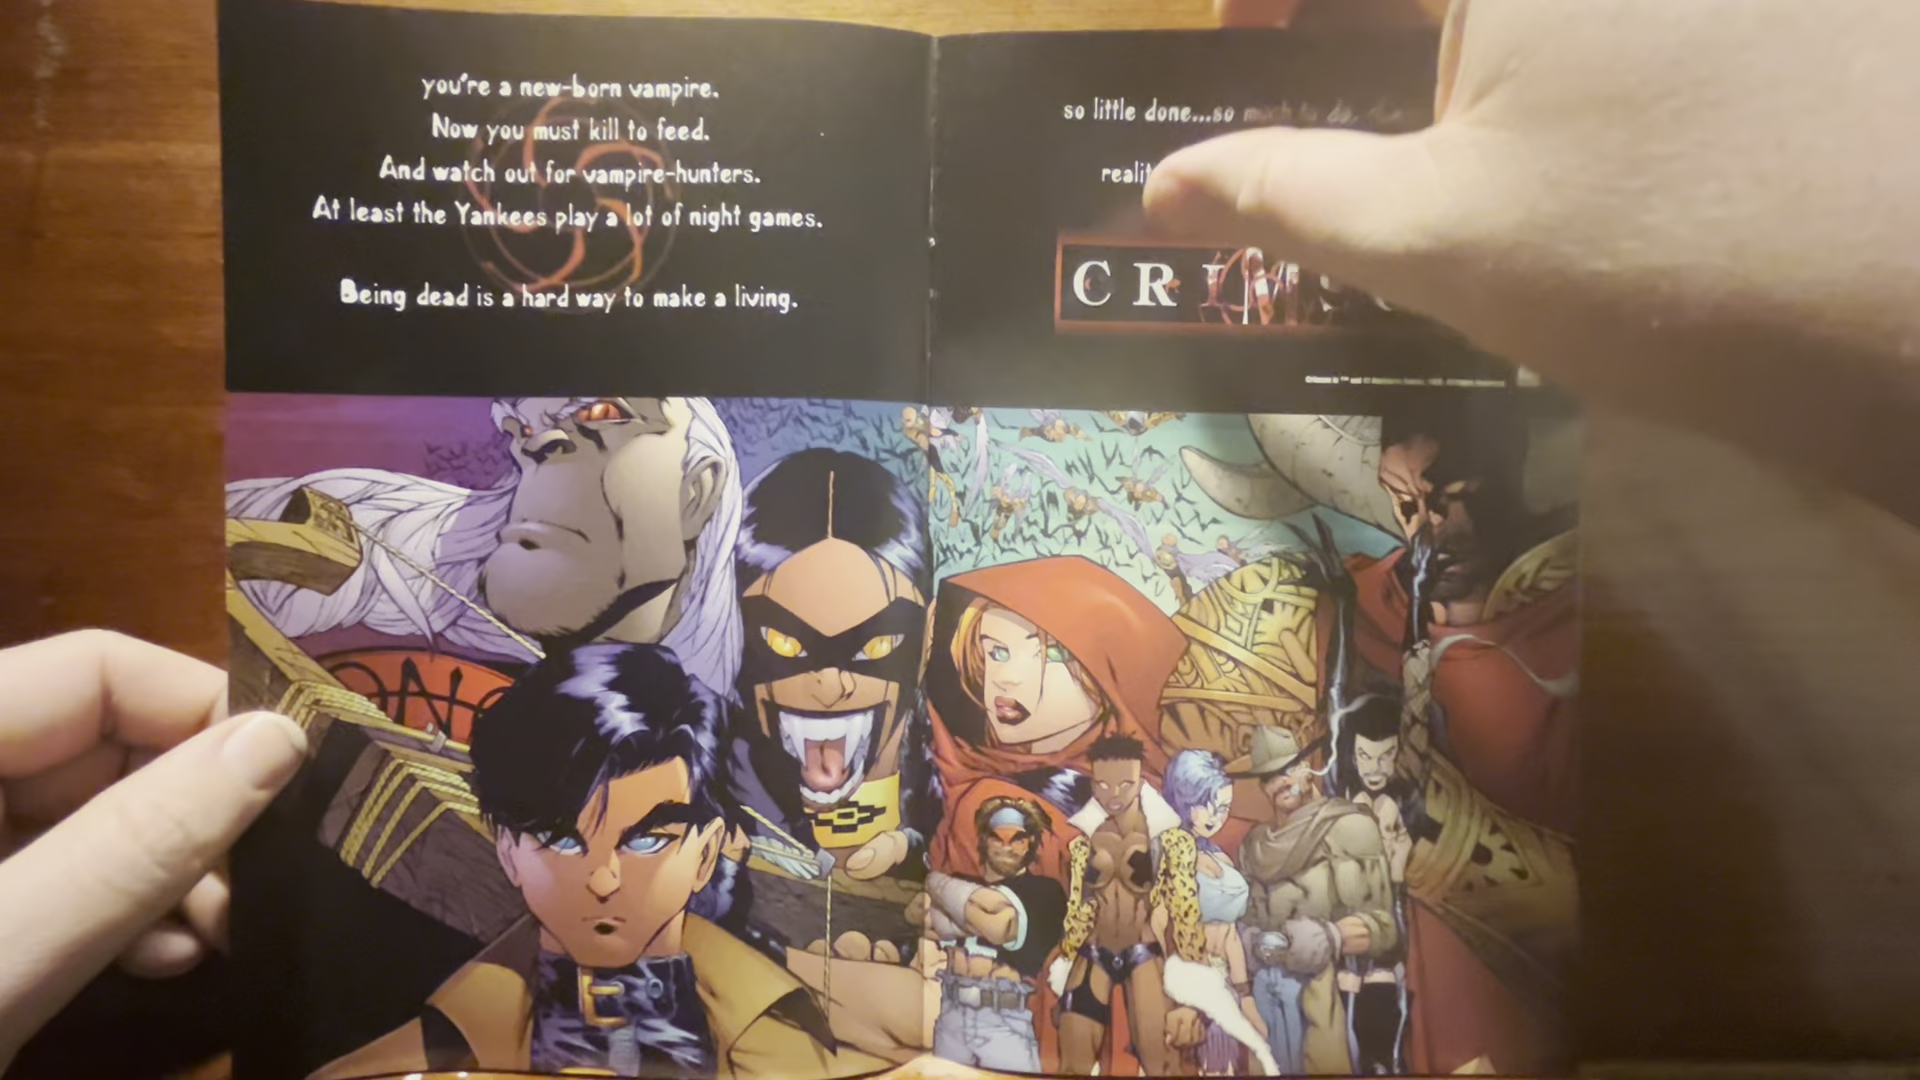 you're a new-born vampire.
Now you must kill to feed.
And watch out for vampire-hunters.
At least the Yankees play a lot of night games.
Being dead is a hard way to make a living.
so little done...so much to do.
CRIM